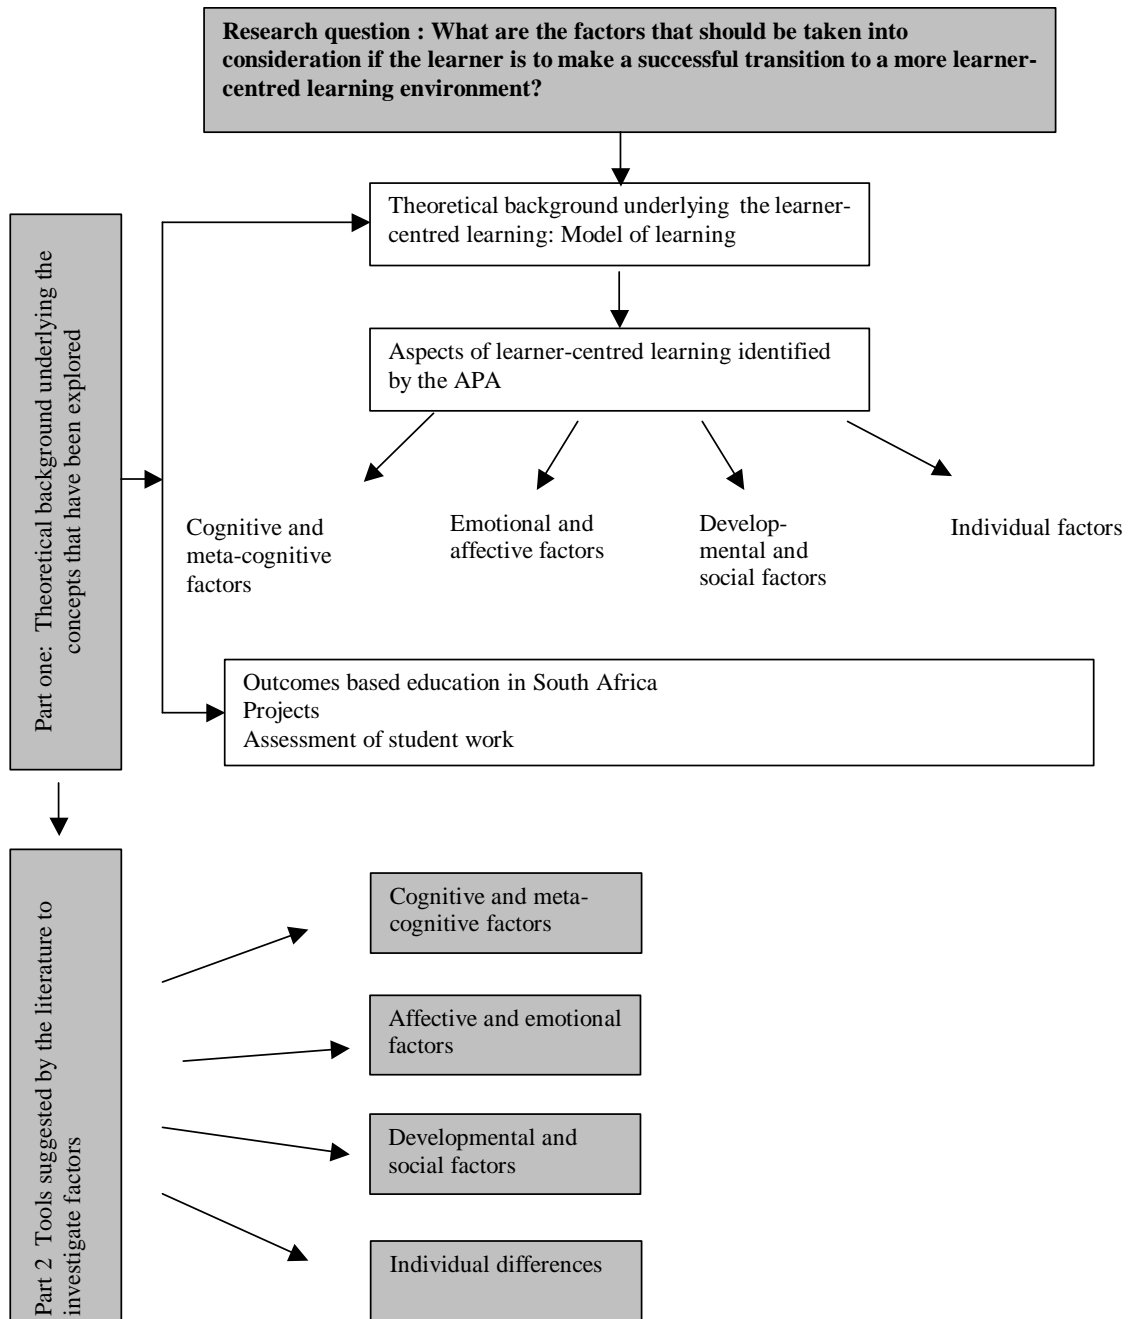 Research question : What are the factors that should be taken into
consideration if the learner is to make a successful transition to a more learner-
centred learning environment?
Theoretical background underlying the learner-
centred learning: Model of learning
Part one: Theoretical background underlying the
concepts that have been explored
Aspects of learner-centred learning identified
by the APA
Cognitive and
meta-cognitive
factors
Emotional and
affective factors
Develop-
mental and
social factors
Individual factors
Outcomes based education in South Africa
Projects
Assessment of student work
Part 2 Tools suggested by the literature to
investigate factors
Cognitive and meta-
cognitive factors
Affective and emotional
factors
Developmental and
social factors
Individual differences